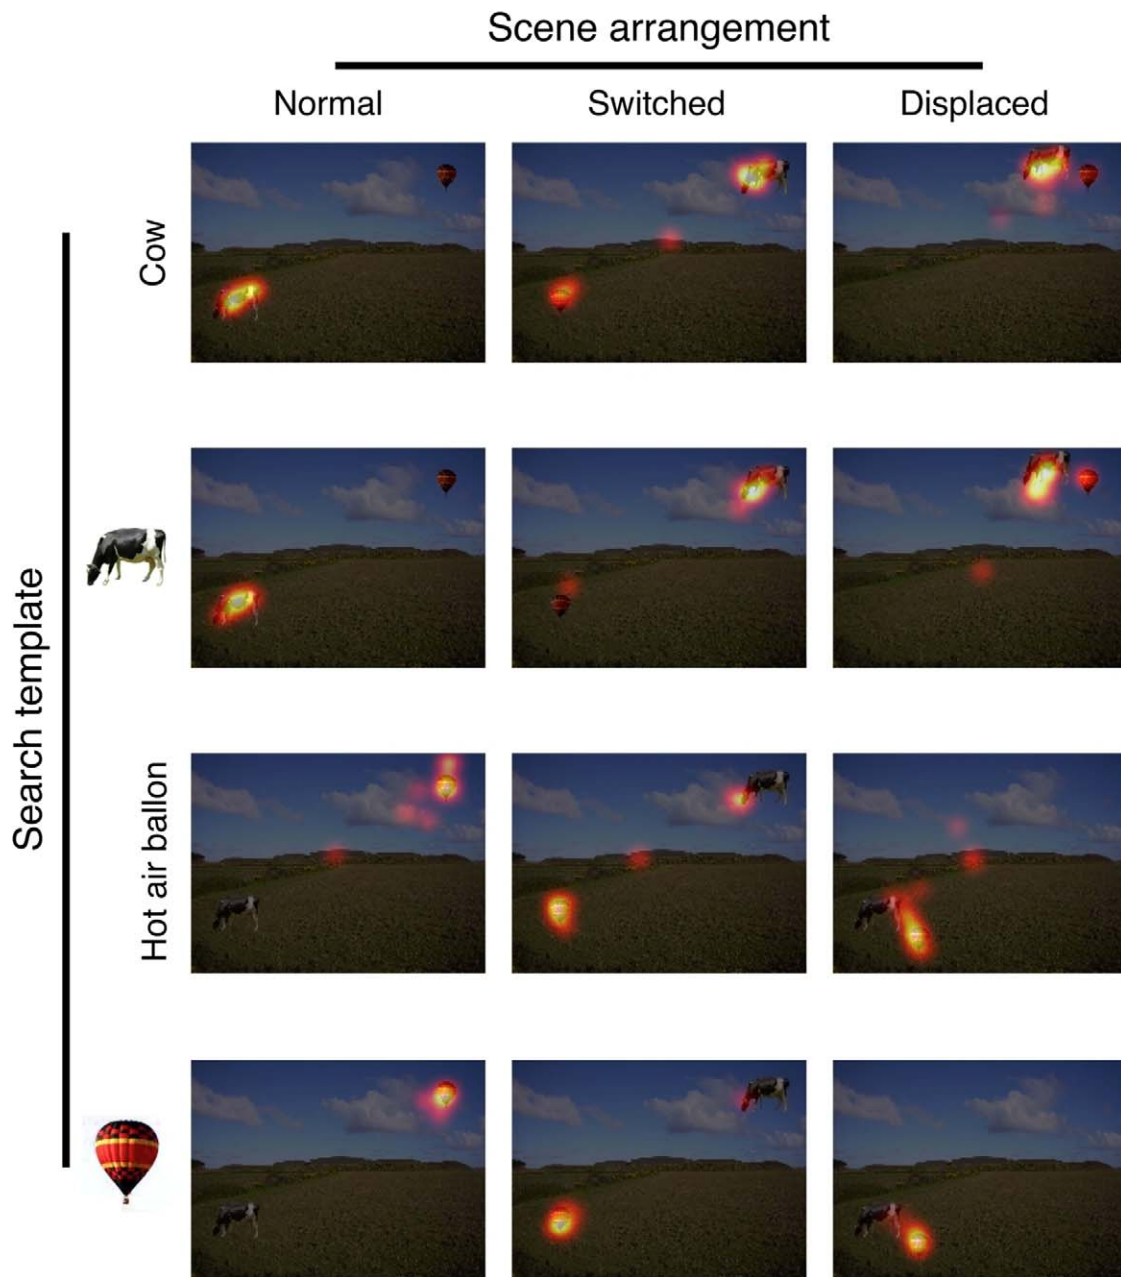 Scene arrangement
Normal Switched Displaced
Search template
Cow
Hot air ballon